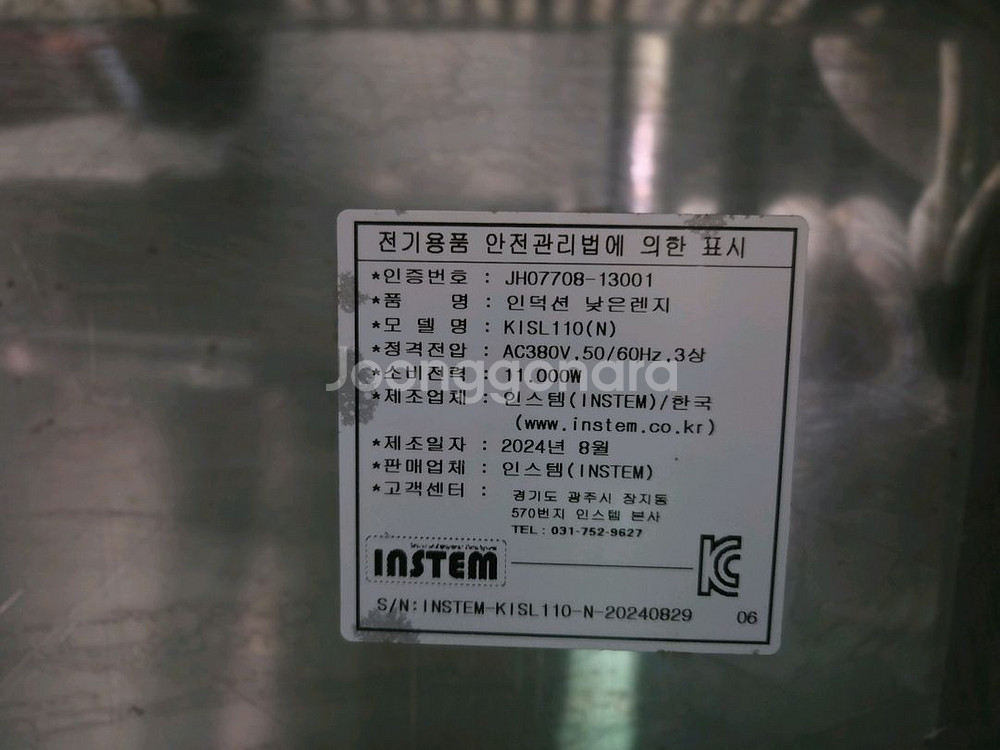 전기용품 안전관리법에 의한 표시
*인증번호 : JH07708-13001
*품 명 : 인덕션 낮은렌지
*모 델 명 : KISL110(N)
*정격전압 : AC380V,50/60Hz,3상
Joonggonara
*소비전력 : 11.000W
*제조업체 : 인스템(INSTEM)/한국
(www.instem.co.kr)
*제조일자 : 2024년 8월
*판매업체 : 인스템(INSTEM)
*고객센터 : 경기도 광주시 장지동
570번지 인스템 본사
TEL : 031-752-9627
INSTEM
KC
S/N:INSTEM-KISL110-N-20240829 06